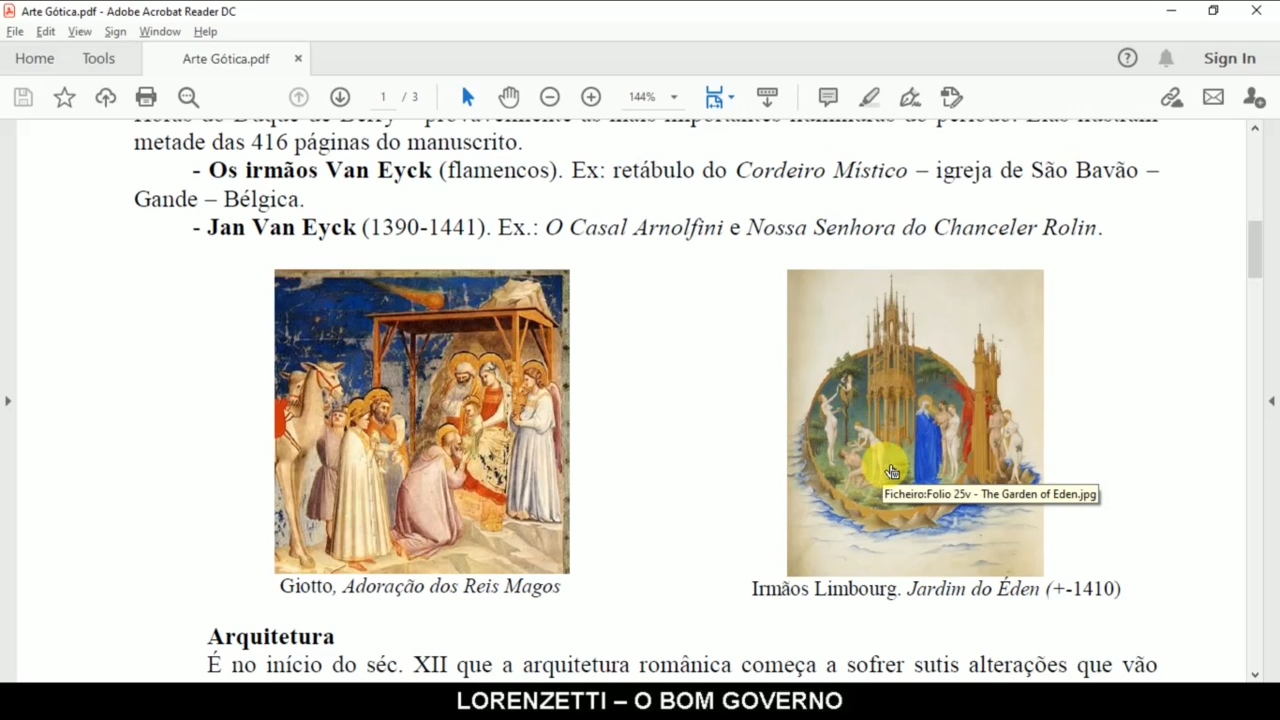 Arte Gótica.pdf - Adobe Acrobat Reader DC
File Edit View Sign Window Help
Home Tools Arte Gótica.pdf × Sign In
1 / 3 144%
metade das 416 páginas do manuscrito.
- Os irmãos Van Eyck (flamencos). Ex: retábulo do Cordeiro Místico – igreja de São Bavão –
Gande – Bélgica.
- Jan Van Eyck (1390-1441). Ex.: O Casal Arnolfini e Nossa Senhora do Chanceler Rolin.
Ficheiro:Folio 25v - The Garden of Eden.jpg
Giotto, Adoração dos Reis Magos
Irmãos Limbourg. Jardim do Éden (+-1410)
Arquitetura
É no início do séc. XII que a arquitetura românica começa a sofrer sutis alterações que vão
LORENZETTI – O BOM GOVERNO